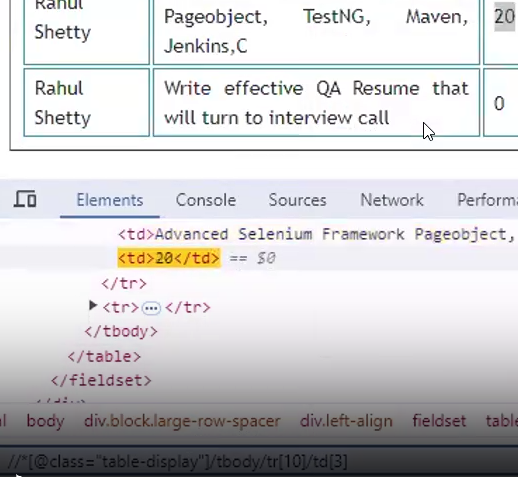 Rahul
Shetty
Pageobject, TestNG, Maven,
Jenkins,C
20
Rahul
Shetty
Write effective QA Resume that
will turn to interview call
0
Elements Console Sources Network Performa
<td>Advanced Selenium Framework Pageobject,
<td>20</td> == $0
</tr>
▶<tr>…</tr>
</tbody>
</table>
</fieldset>
</div>
body div.block.large-row-spacer div.left-align fieldset table
//*[@class="table-display"]/tbody/tr[10]/td[3]